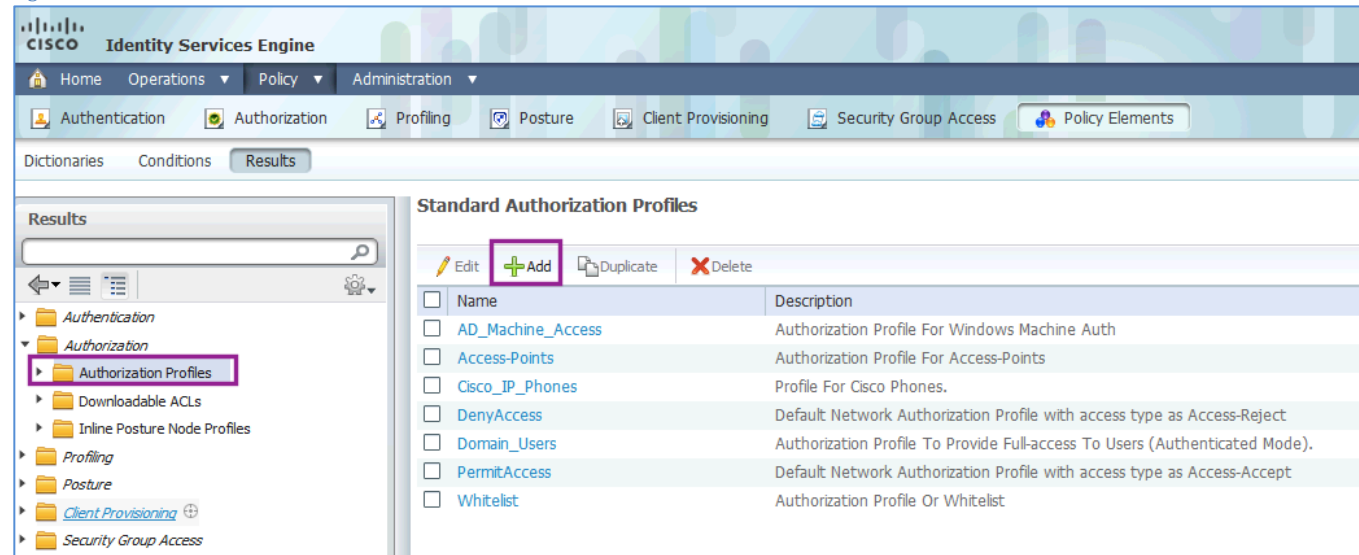 CISCO Identity Services Engine
Home Operations Policy Administration
Authentication Authorization Profiling Posture Client Provisioning Security Group Access Policy Elements
Dictionaries Conditions Results
Results
Authentication
Authorization
Authorization Profiles
Downloadable ACLs
Inline Posture Node Profiles
Profiling
Posture
Client Provisioning
Security Group Access
Standard Authorization Profiles
Edit Add Duplicate Delete
Name Description
AD_Machine_Access Authorization Profile For Windows Machine Auth
Access-Points Authorization Profile For Access-Points
Cisco_IP_Phones Profile For Cisco Phones.
DenyAccess Default Network Authorization Profile with access type as Access-Reject
Domain_Users Authorization Profile To Provide Full-access To Users (Authenticated Mode).
PermitAccess Default Network Authorization Profile with access type as Access-Accept
Whitelist Authorization Profile Or Whitelist